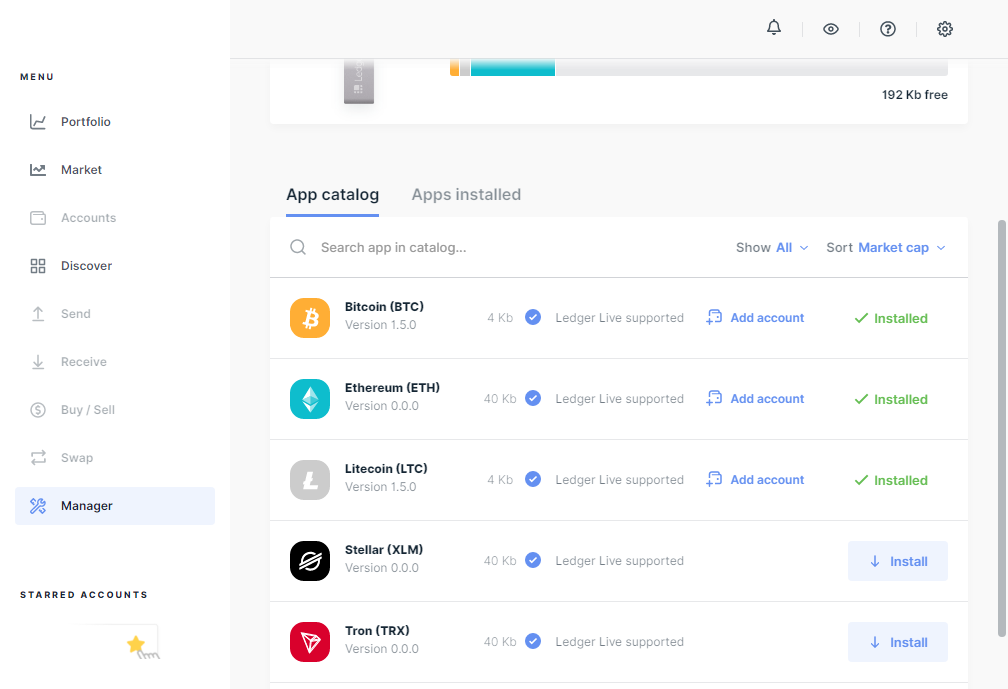 MENU
Portfolio
Market
Accounts
Discover
Send
Receive
Buy / Sell
Swap
Manager
STARRED ACCOUNTS
192 Kb free
App catalog Apps installed
Search app in catalog... Show All Sort Market cap
Bitcoin (BTC)
Version 1.5.0
4 Kb Ledger Live supported Add account Installed
Ethereum (ETH)
Version 0.0.0
40 Kb Ledger Live supported Add account Installed
Litecoin (LTC)
Version 1.5.0
4 Kb Ledger Live supported Add account Installed
Stellar (XLM)
Version 0.0.0
40 Kb Ledger Live supported Install
Tron (TRX)
Version 0.0.0
40 Kb Ledger Live supported Install